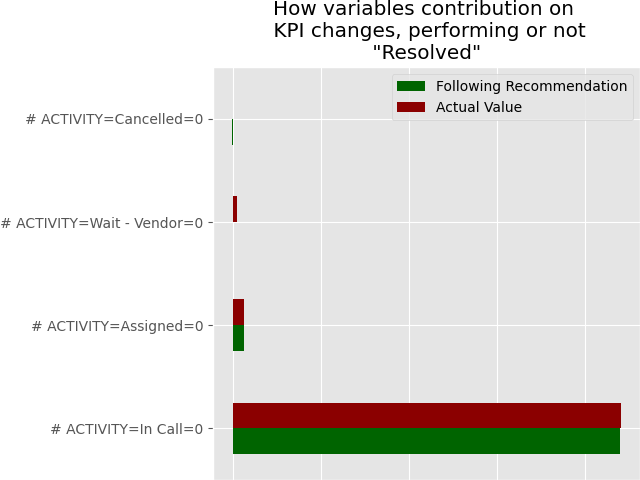 How variables contribution on
KPI changes, performing or not
"Resolved"
Following Recommendation
Actual Value
# ACTIVITY=Cancelled=0
# ACTIVITY=Wait - Vendor=0
# ACTIVITY=Assigned=0
# ACTIVITY=In Call=0